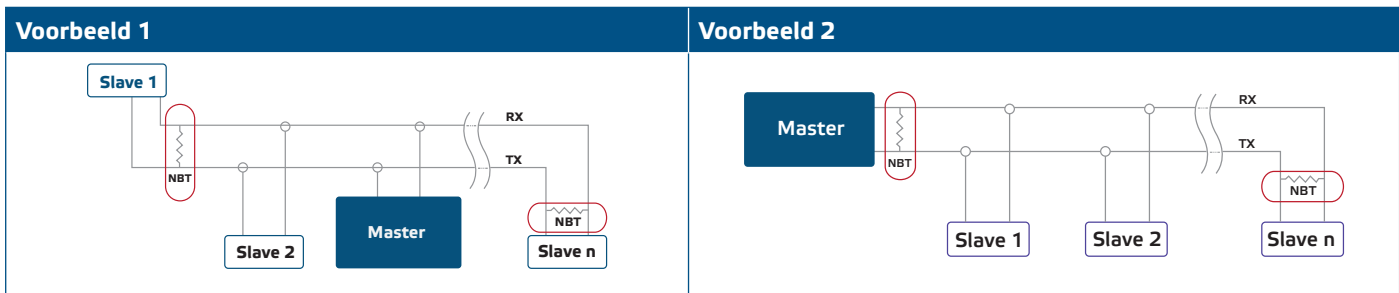 Voorbeeld 1
Slave 1
RX
TX
NBT
NBT
Master
Slave 2
Slave n
Voorbeeld 2
RX
Master
TX
NBT
NBT
Slave 1
Slave 2
Slave n